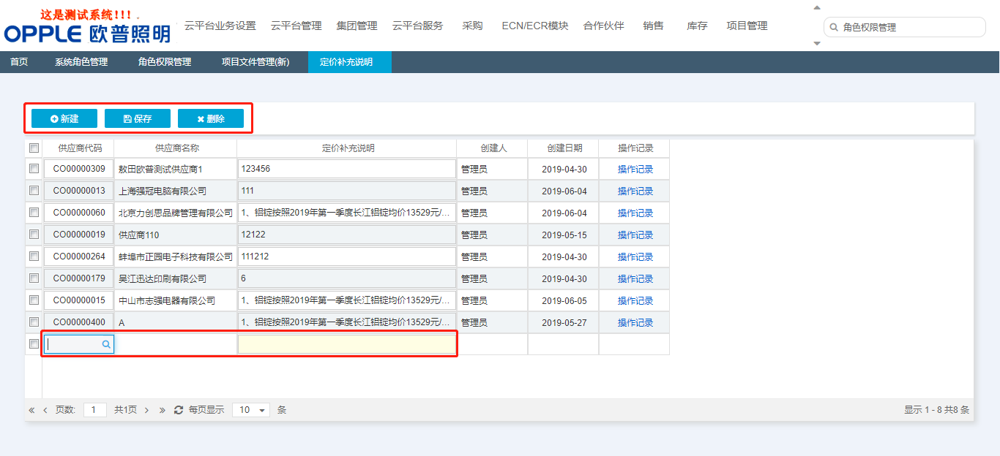 这是测试系统!!!
OPPLE 欧普照明
云平台业务设置 云平台管理 集团管理 云平台服务 采购 ECN/ECR模块 合作伙伴 销售 库存 项目管理
角色权限管理
首页 系统角色管理 角色权限管理 项目文件管理(新) 定价补充说明
新建 保存 删除
供应商代码 供应商名称 定价补充说明 创建人 创建日期 操作记录
CO00000309 敖田欧普测试供应商1 123456 管理员 2019-04-30 操作记录
CO00000013 上海强冠电脑有限公司 111 管理员 2019-06-04 操作记录
CO00000060 北京力创思品牌管理有限公司 1、铝锭按照2019年第一季度长江铝锭均价13529元/... 管理员 2019-06-04 操作记录
CO00000019 供应商110 12122 管理员 2019-05-15 操作记录
CO00000264 蚌埠市正园电子科技有限公司 111212 管理员 2019-04-30 操作记录
CO00000179 吴江迅达印刷有限公司 6 管理员 2019-04-30 操作记录
CO00000015 中山市志强电器有限公司 1、铝锭按照2019年第一季度长江铝锭均价13529元/... 管理员 2019-06-05 操作记录
CO00000400 A 1、铝锭按照2019年第一季度长江铝锭均价13529元/... 管理员 2019-05-27 操作记录
« ‹ 页数: 1 共1页 › » 每页显示 10 条 显示 1 - 8 共8 条